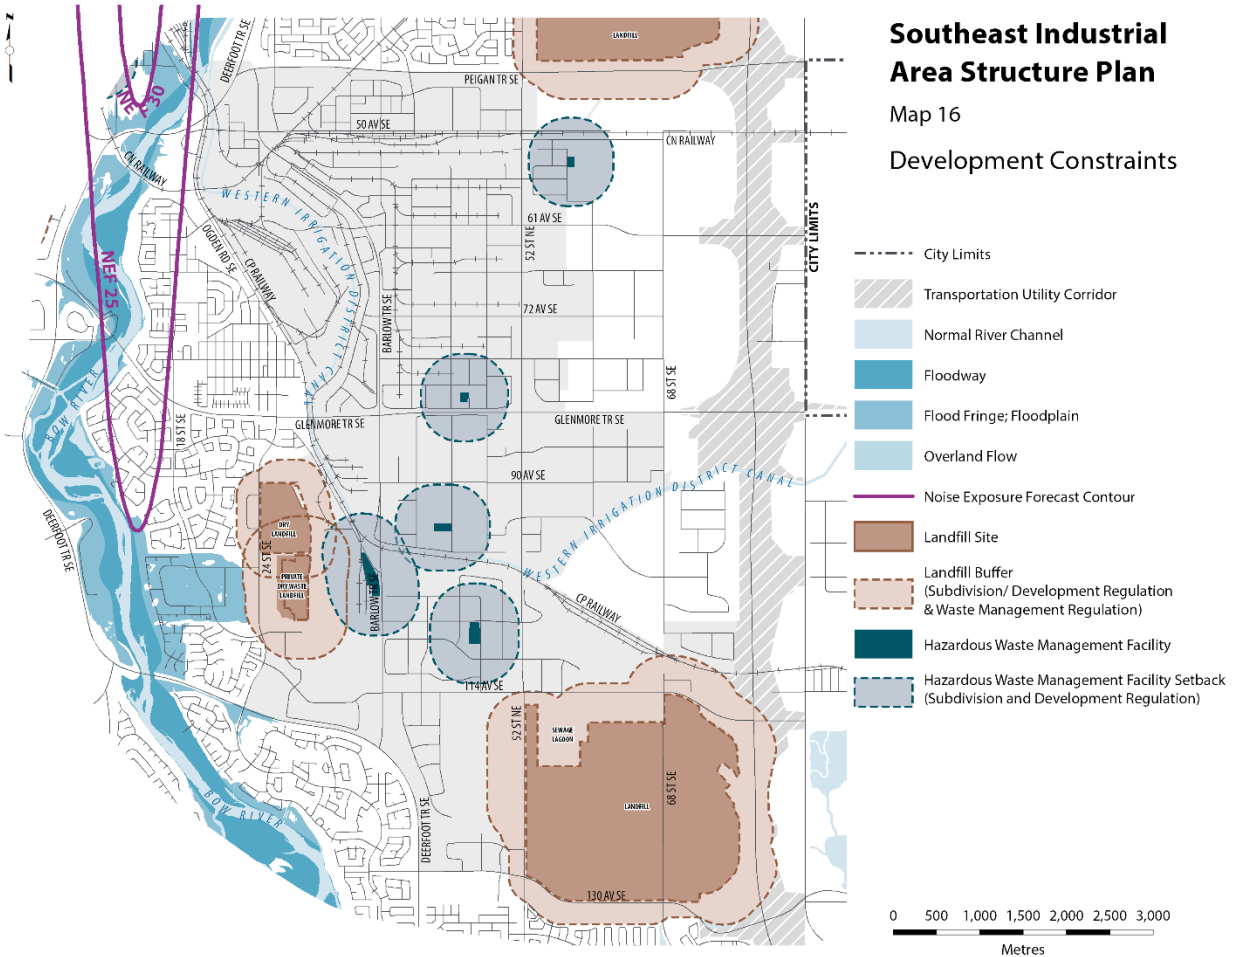 Southeast Industrial
Area Structure Plan
Map 16
Development Constraints
City Limits
Transportation Utility Corridor
Normal River Channel
Floodway
Flood Fringe; Floodplain
Overland Flow
Noise Exposure Forecast Contour
Landfill Site
Landfill Buffer
(Subdivision/ Development Regulation
& Waste Management Regulation)
Hazardous Waste Management Facility
Hazardous Waste Management Facility Setback
(Subdivision and Development Regulation)
0 500 1,000 1,500 2,000 2,500 3,000
Metres
Z
DEERFOOT TR SE
LANDFILL
PEIGAN TR SE
NEF 30
50 AV SE
CN RAILWAY
CN RAILWAY
WESTERN IRRIGATION DISTRICT CANAL
61 AV SE
52 ST NE
OGDEN RD SE
CP RAILWAY
CITY LIMITS
NEF 25
BARLOW TR SE
72 AV SE
68 ST SE
BOW RIVER
18 ST SE
GLENMORE TR SE
GLENMORE TR SE
90 AV SE
WESTERN IRRIGATION DISTRICT CANAL
DEERFOOT TR SE
DRY
LANDFILL
24 ST SE
PRIVATE
DRY WASTE
LANDFILL
BARLOW TR SE
CP RAILWAY
114 AV SE
52 ST NE
SEWAGE
LAGOON
LANDFILL
68 ST SE
BOW RIVER
DEERFOOT TR SE
130 AV SE